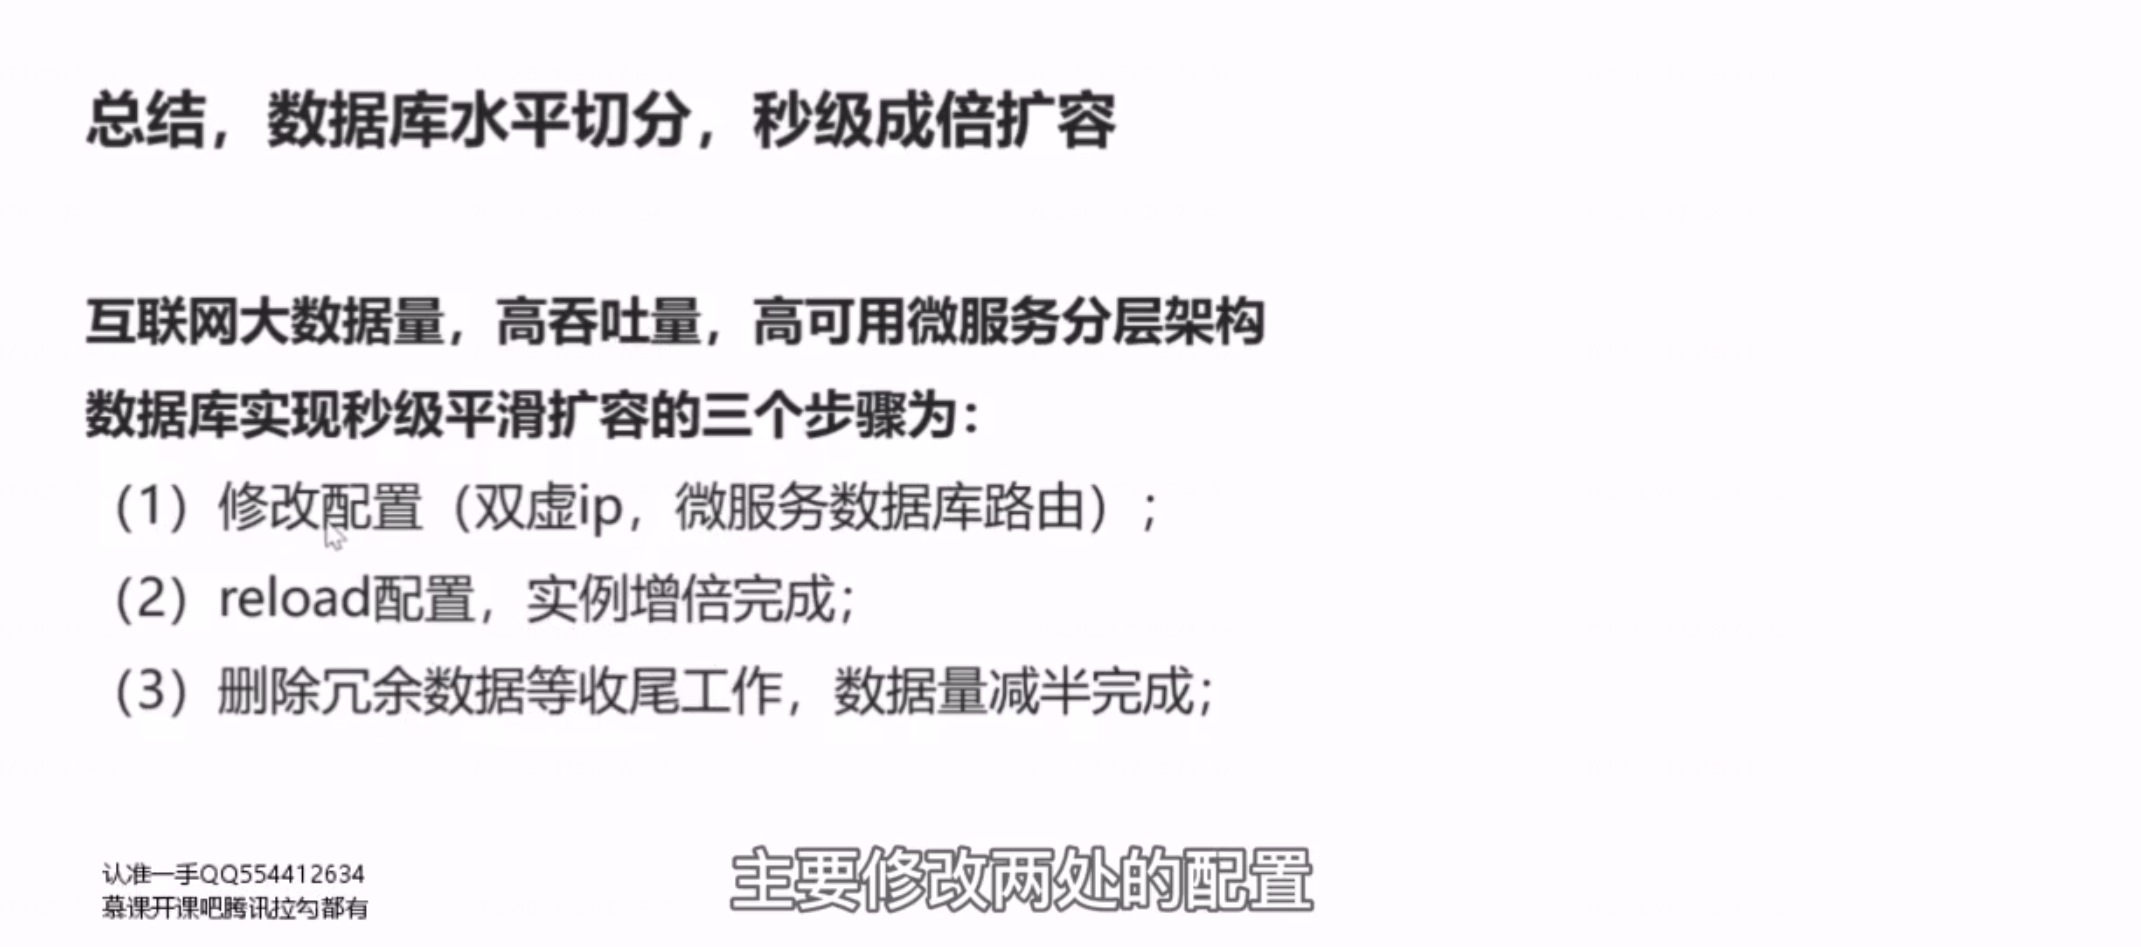 总结，数据库水平切分，秒级成倍扩容
互联网大数据量，高吞吐量，高可用微服务分层架构
数据库实现秒级平滑扩容的三个步骤为：
（1）修改配置（双虚ip，微服务数据库路由）；
（2）reload配置，实例增倍完成；
（3）删除冗余数据等收尾工作，数据量减半完成；
主要修改两处的配置
认准一手QQ554412634
慕课开课吧腾讯拉勾都有